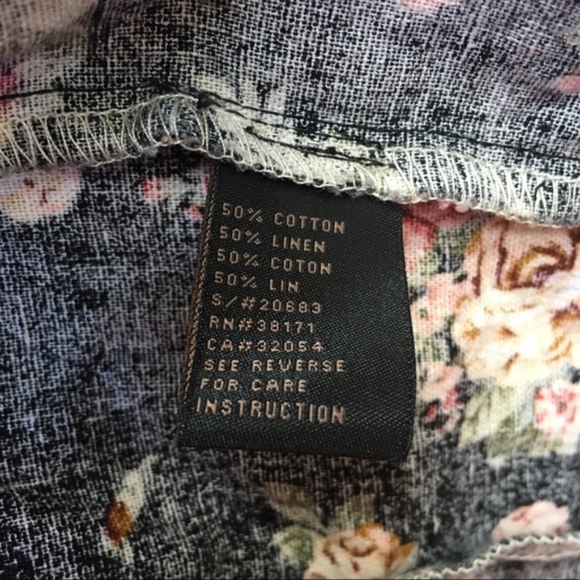 50% COTTON
50% LINEN
50% COTON
50% LIN
S/#20683
RN#38171
CA#32054
SEE REVERSE
FOR CARE
INSTRUCTION